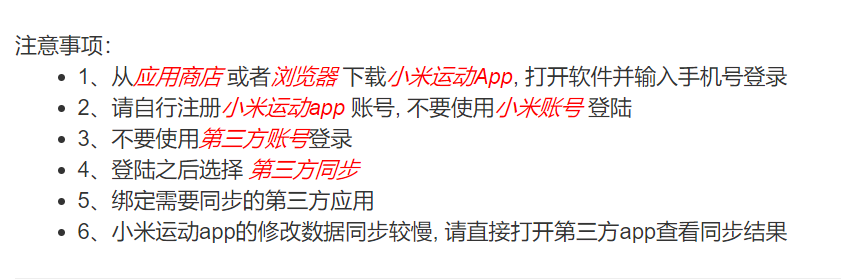 注意事项:
1、从应用商店 或者浏览器 下载小米运动App, 打开软件并输入手机号登录
2、请自行注册小米运动app 账号, 不要使用小米账号 登陆
3、不要使用第三方账号登录
4、登陆之后选择 第三方同步
5、绑定需要同步的第三方应用
6、小米运动app的修改数据同步较慢, 请直接打开第三方app查看同步结果